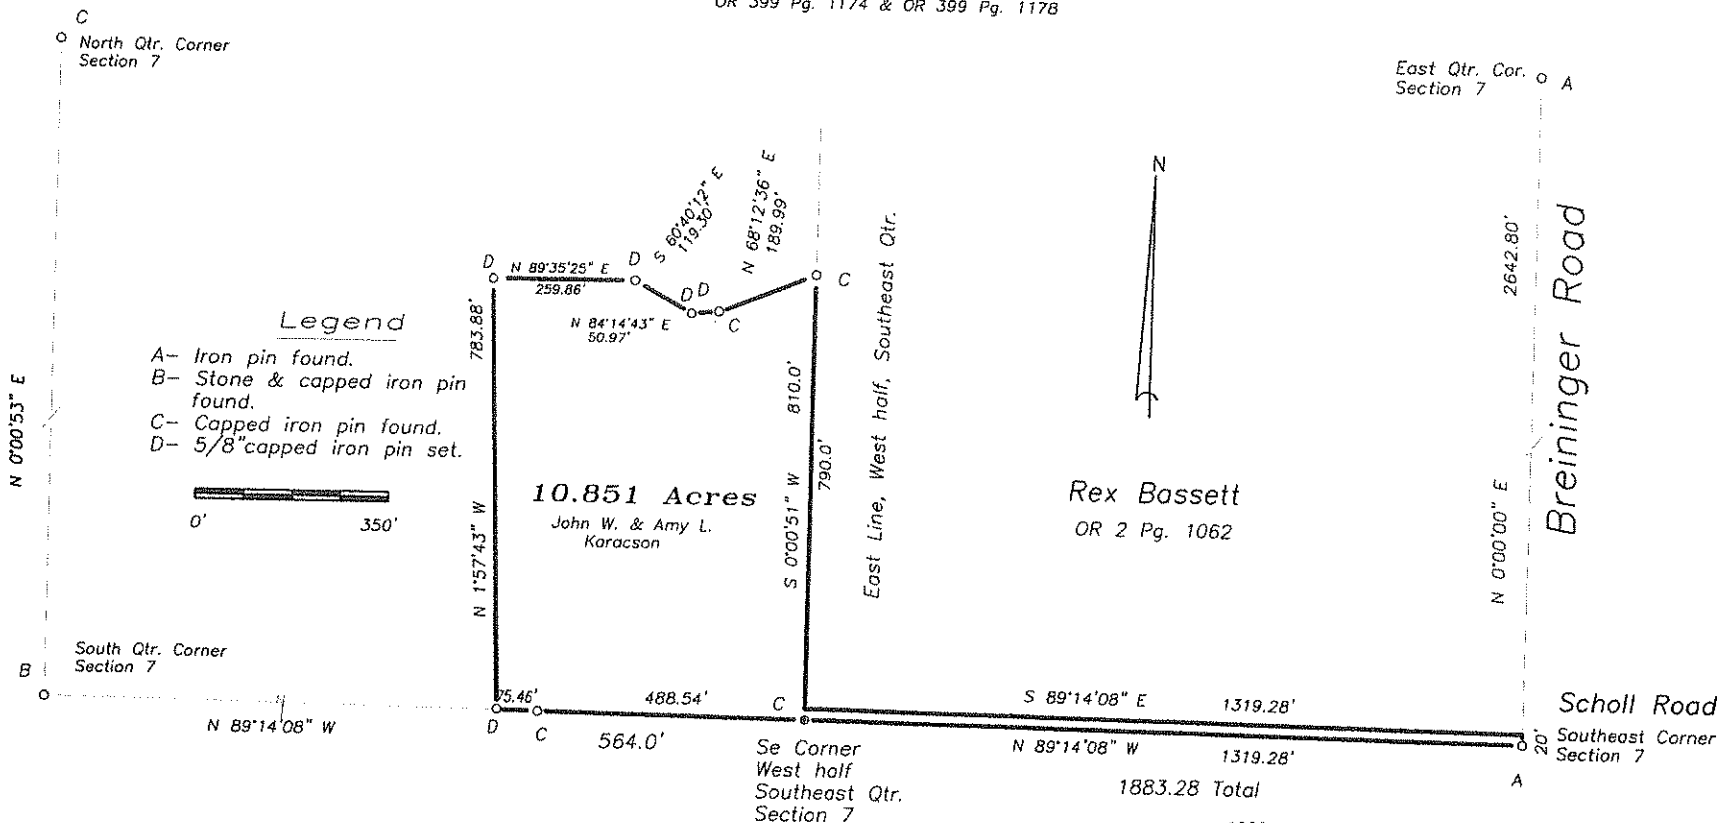 OR 399 Pg. 1174 & OR 399 Pg. 1178
C
North Qtr. Corner
Section 7
East Qtr. Cor.
Section 7
A
N
S 60°40'12" E
119.30'
N 68°12'36" E
189.99'
D
N 89°35'25" E
259.86'
D
D D
C
C
N 84°14'43" E
50.97'
Legend
A- Iron pin found.
B- Stone & capped iron pin
found.
C- Capped iron pin found.
D- 5/8"capped iron pin set.
0'
350'
N 0°00'53" E
783.88'
N 1°57'43" W
10.851 Acres
John W. & Amy L.
Karacson
810.0'
790.0'
S 0°00'51" W
East Line, West half, Southeast Qtr.
Rex Bassett
OR 2 Pg. 1062
2642.80'
N 0°00'00" E
Breininger Road
South Qtr. Corner
Section 7
B
N 89°14'08" W
75.46'
488.54'
D
C
564.0'
C
Se Corner
West half
Southeast Qtr.
Section 7
S 89°14'08" E
1319.28'
N 89°14'08" W
1319.28'
1883.28 Total
20'
Scholl Road
Southeast Corner
Section 7
A